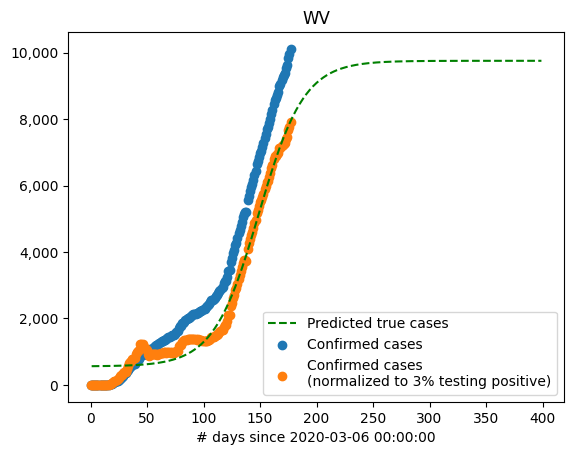 WV
10,000
8,000
6,000
4,000
2,000
0
0 50 100 150 200 250 300 350 400
# days since 2020-03-06 00:00:00
Predicted true cases
Confirmed cases
Confirmed cases
(normalized to 3% testing positive)